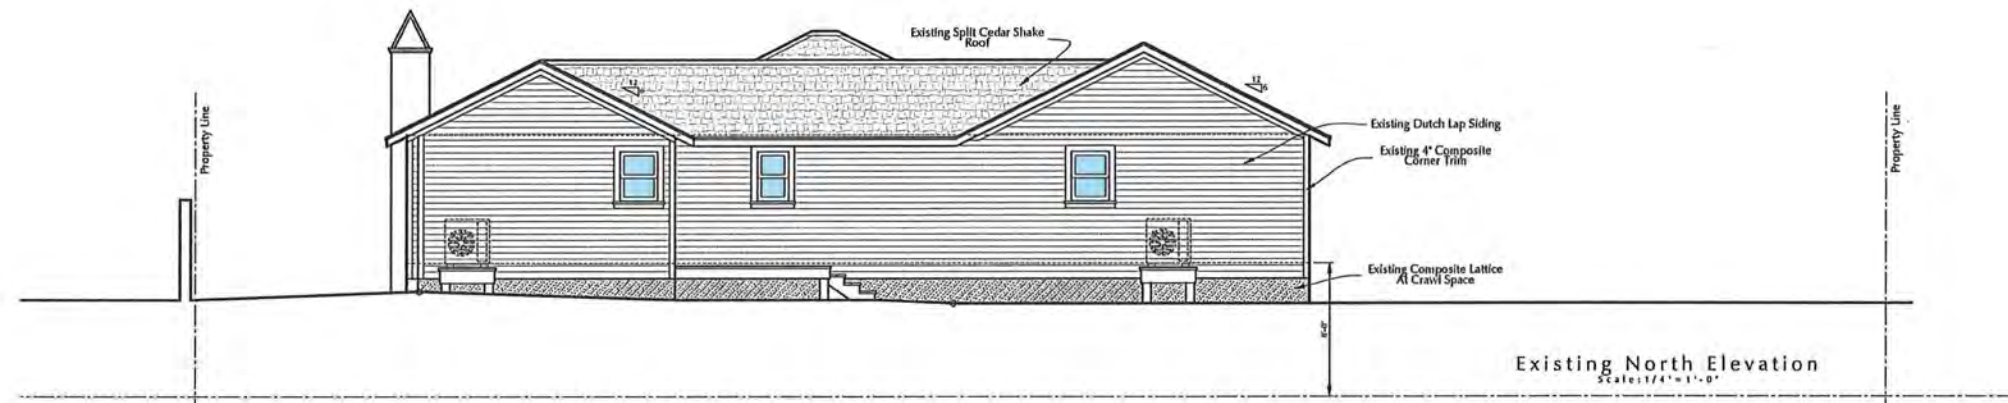 Existing Split Cedar Shake
Roof
12
12
6
Property Line
Property Line
Existing Dutch Lap Siding
Existing 4" Composite
Corner Trim
Existing Composite Lattice
At Crawl Space
Existing North Elevation
Scale:1/4"=1'-0"